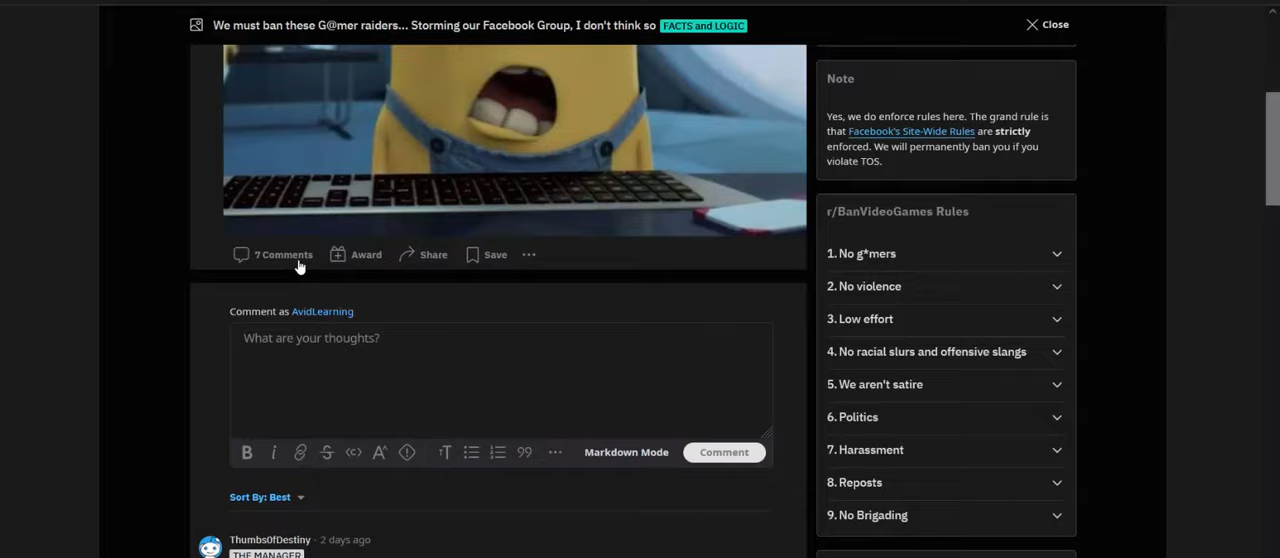 We must ban these G@mer raiders... Storming our Facebook Group, I don't think so FACTS and LOGIC
Close
7 Comments Award Share Save
Comment as AvidLearning
What are your thoughts?
Markdown Mode Comment
Sort By: Best
ThumbsOfDestiny · 2 days ago
THE MANAGER
Note
Yes, we do enforce rules here. The grand rule is
that Facebook's Site-Wide Rules are strictly
enforced. We will permanently ban you if you
violate TOS.
r/BanVideoGames Rules
1. No g*mers
2. No violence
3. Low effort
4. No racial slurs and offensive slangs
5. We aren't satire
6. Politics
7. Harassment
8. Reposts
9. No Brigading